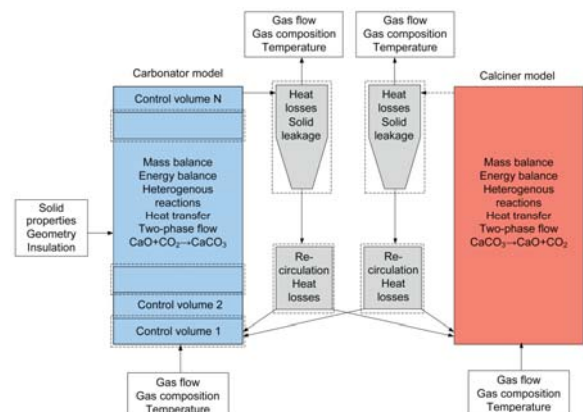 Gas flow
Gas composition
Temperature
Gas flow
Gas composition
Temperature
Carbonator model
Calciner model
Control volume N
Heat
losses
Solid
leakage
Heat
losses
Solid
leakage
Mass balance
Energy balance
Heterogenous
reactions
Heat transfer
Two-phase flow
CaO+CO₂→CaCO₃
Mass balance
Energy balance
Heterogenous
reactions
Heat transfer
Two-phase flow
CaCO₃→CaO+CO₂
Solid
properties
Geometry
Insulation
Re-
circulation
Heat
losses
Re-
circulation
Heat
losses
Control volume 2
Control volume 1
Gas flow
Gas composition
Temperature
Gas flow
Gas composition
Temperature